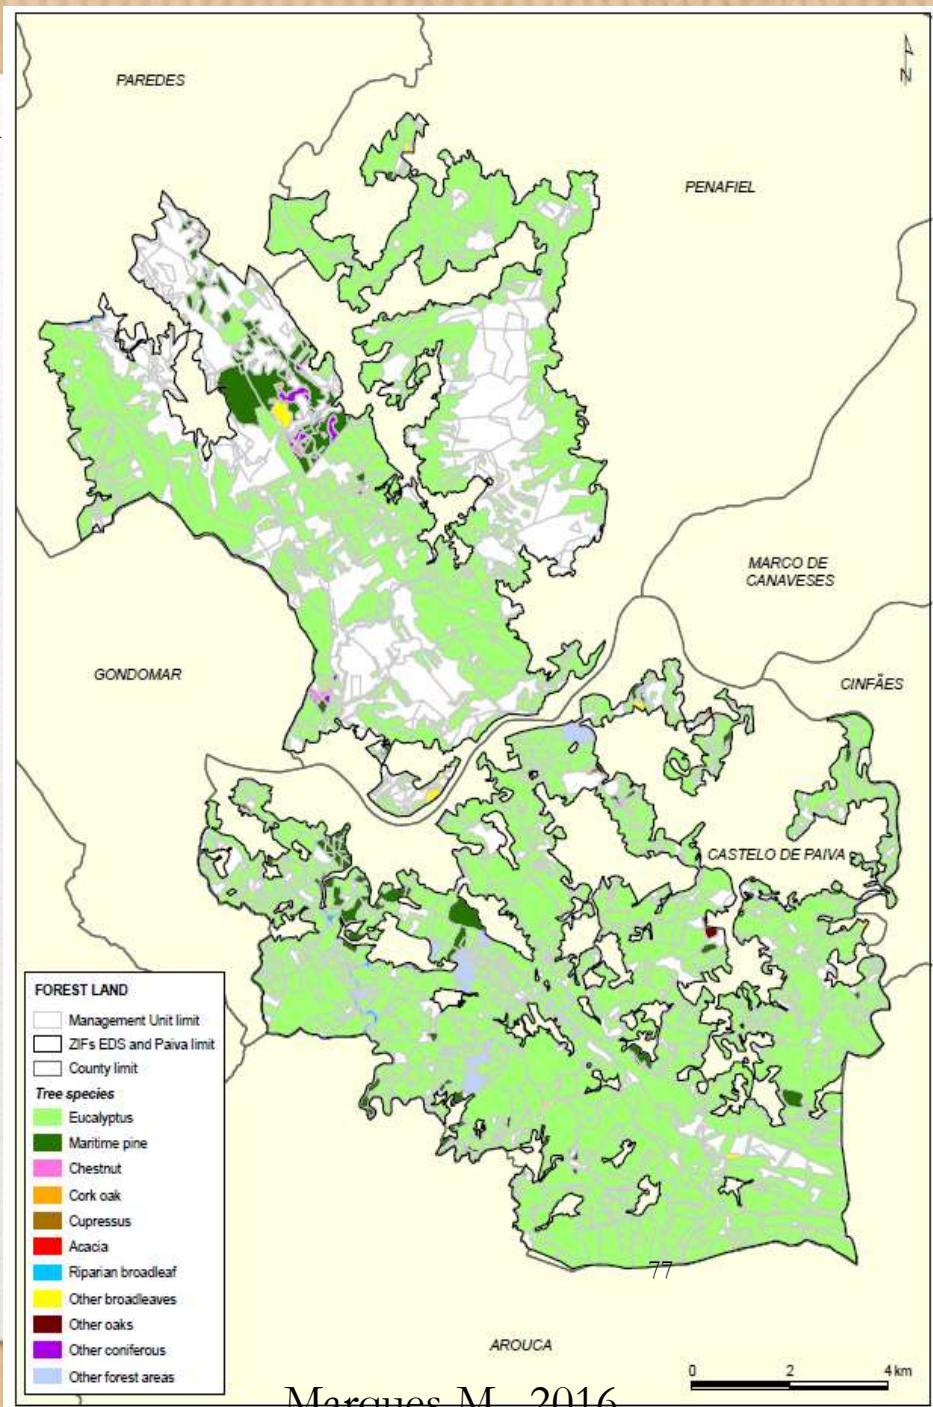 PAREDES
N
PENAFIEL
MARCO DE
CANAVESES
GONDOMAR
CINFÃES
CASTELO DE PAIVA
FOREST LAND
Management Unit limit
ZIFs EDS and Paiva limit
County limit
Tree species
Eucalyptus
Maritime pine
Chestnut
Cork oak
Cupressus
Acacia
Riparian broadleaf
Other broadleaves
Other oaks
Other coniferous
Other forest areas
77
AROUCA
0 2 4 km
Marques M., 2016